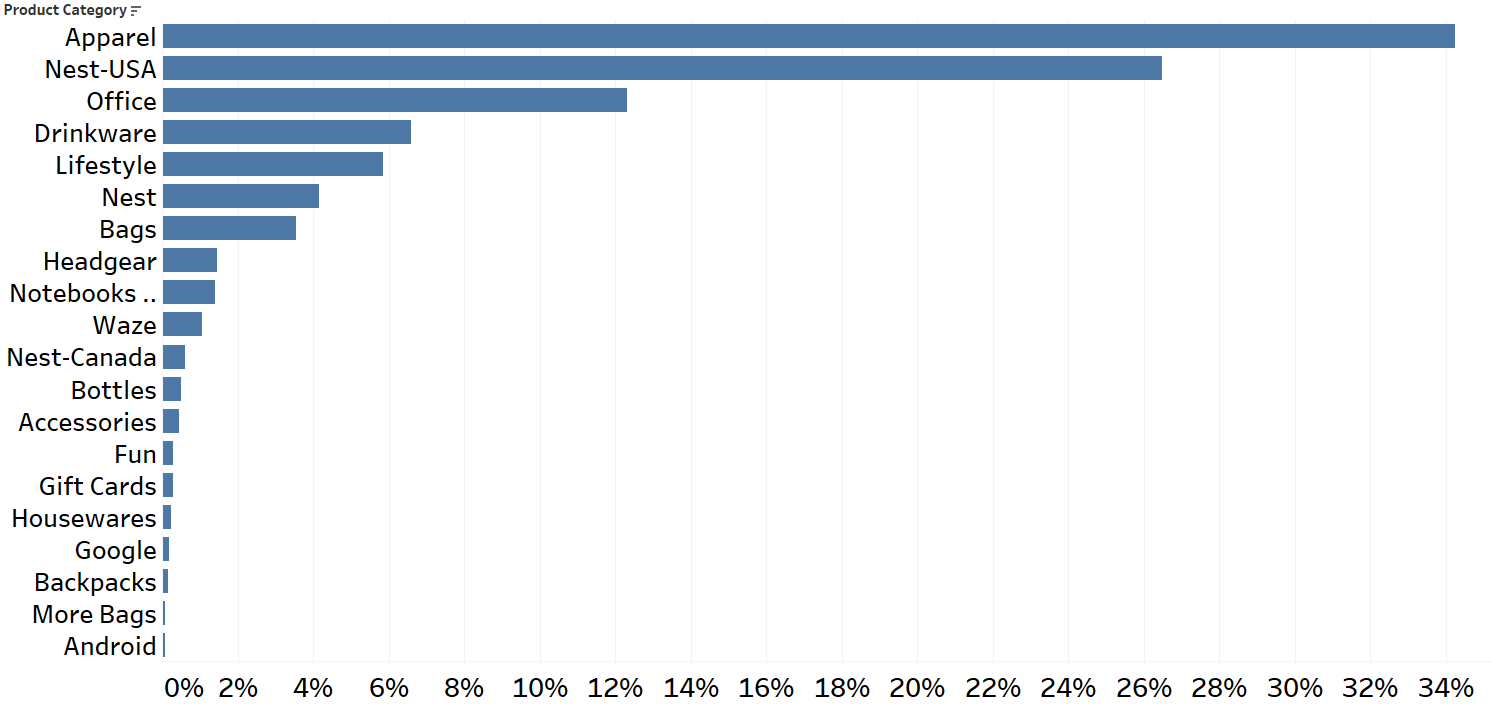 Product Category
Apparel
Nest-USA
Office
Drinkware
Lifestyle
Nest
Bags
Headgear
Notebooks ..
Waze
Nest-Canada
Bottles
Accessories
Fun
Gift Cards
Housewares
Google
Backpacks
More Bags
Android
0% 2% 4% 6% 8% 10% 12% 14% 16% 18% 20% 22% 24% 26% 28% 30% 32% 34%